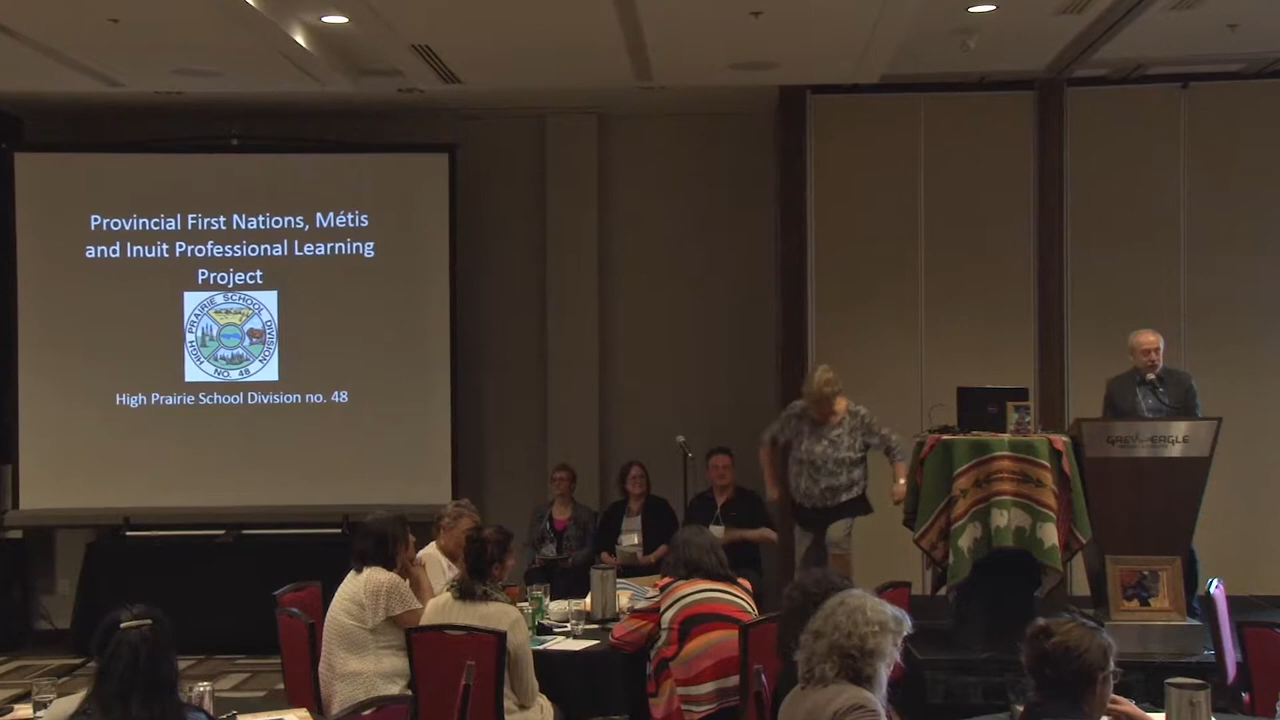 Provincial First Nations, Métis
and Inuit Professional Learning
Project
HIGH PRAIRIE SCHOOL DIVISION
NO. 48
High Prairie School Division no. 48
GREY EAGLE